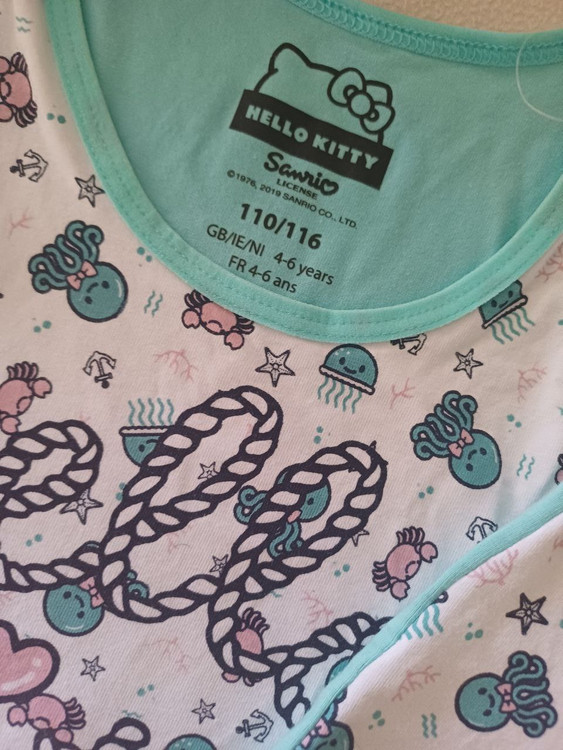 HELLO KITTY
Sanrio
LICENSE
©1976, 2019 SANRIO CO., LTD.
110/116
GB/IE/NI 4-6 years
FR 4-6 ans